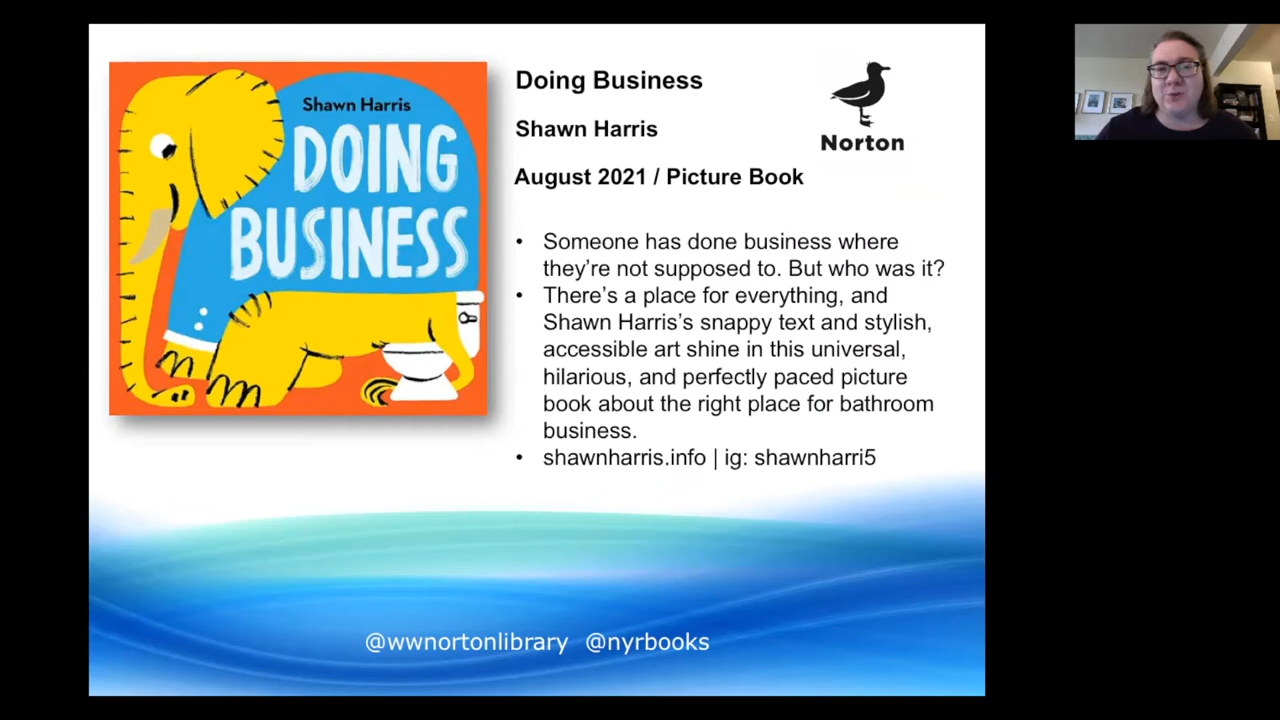 Shawn Harris
DOING
BUSINESS
Doing Business
Shawn Harris
August 2021 / Picture Book
Norton
• Someone has done business where
they’re not supposed to. But who was it?
• There’s a place for everything, and
Shawn Harris’s snappy text and stylish,
accessible art shine in this universal,
hilarious, and perfectly paced picture
book about the right place for bathroom
business.
• shawnharris.info | ig: shawnharri5
@wwnortonlibrary @nyrbooks